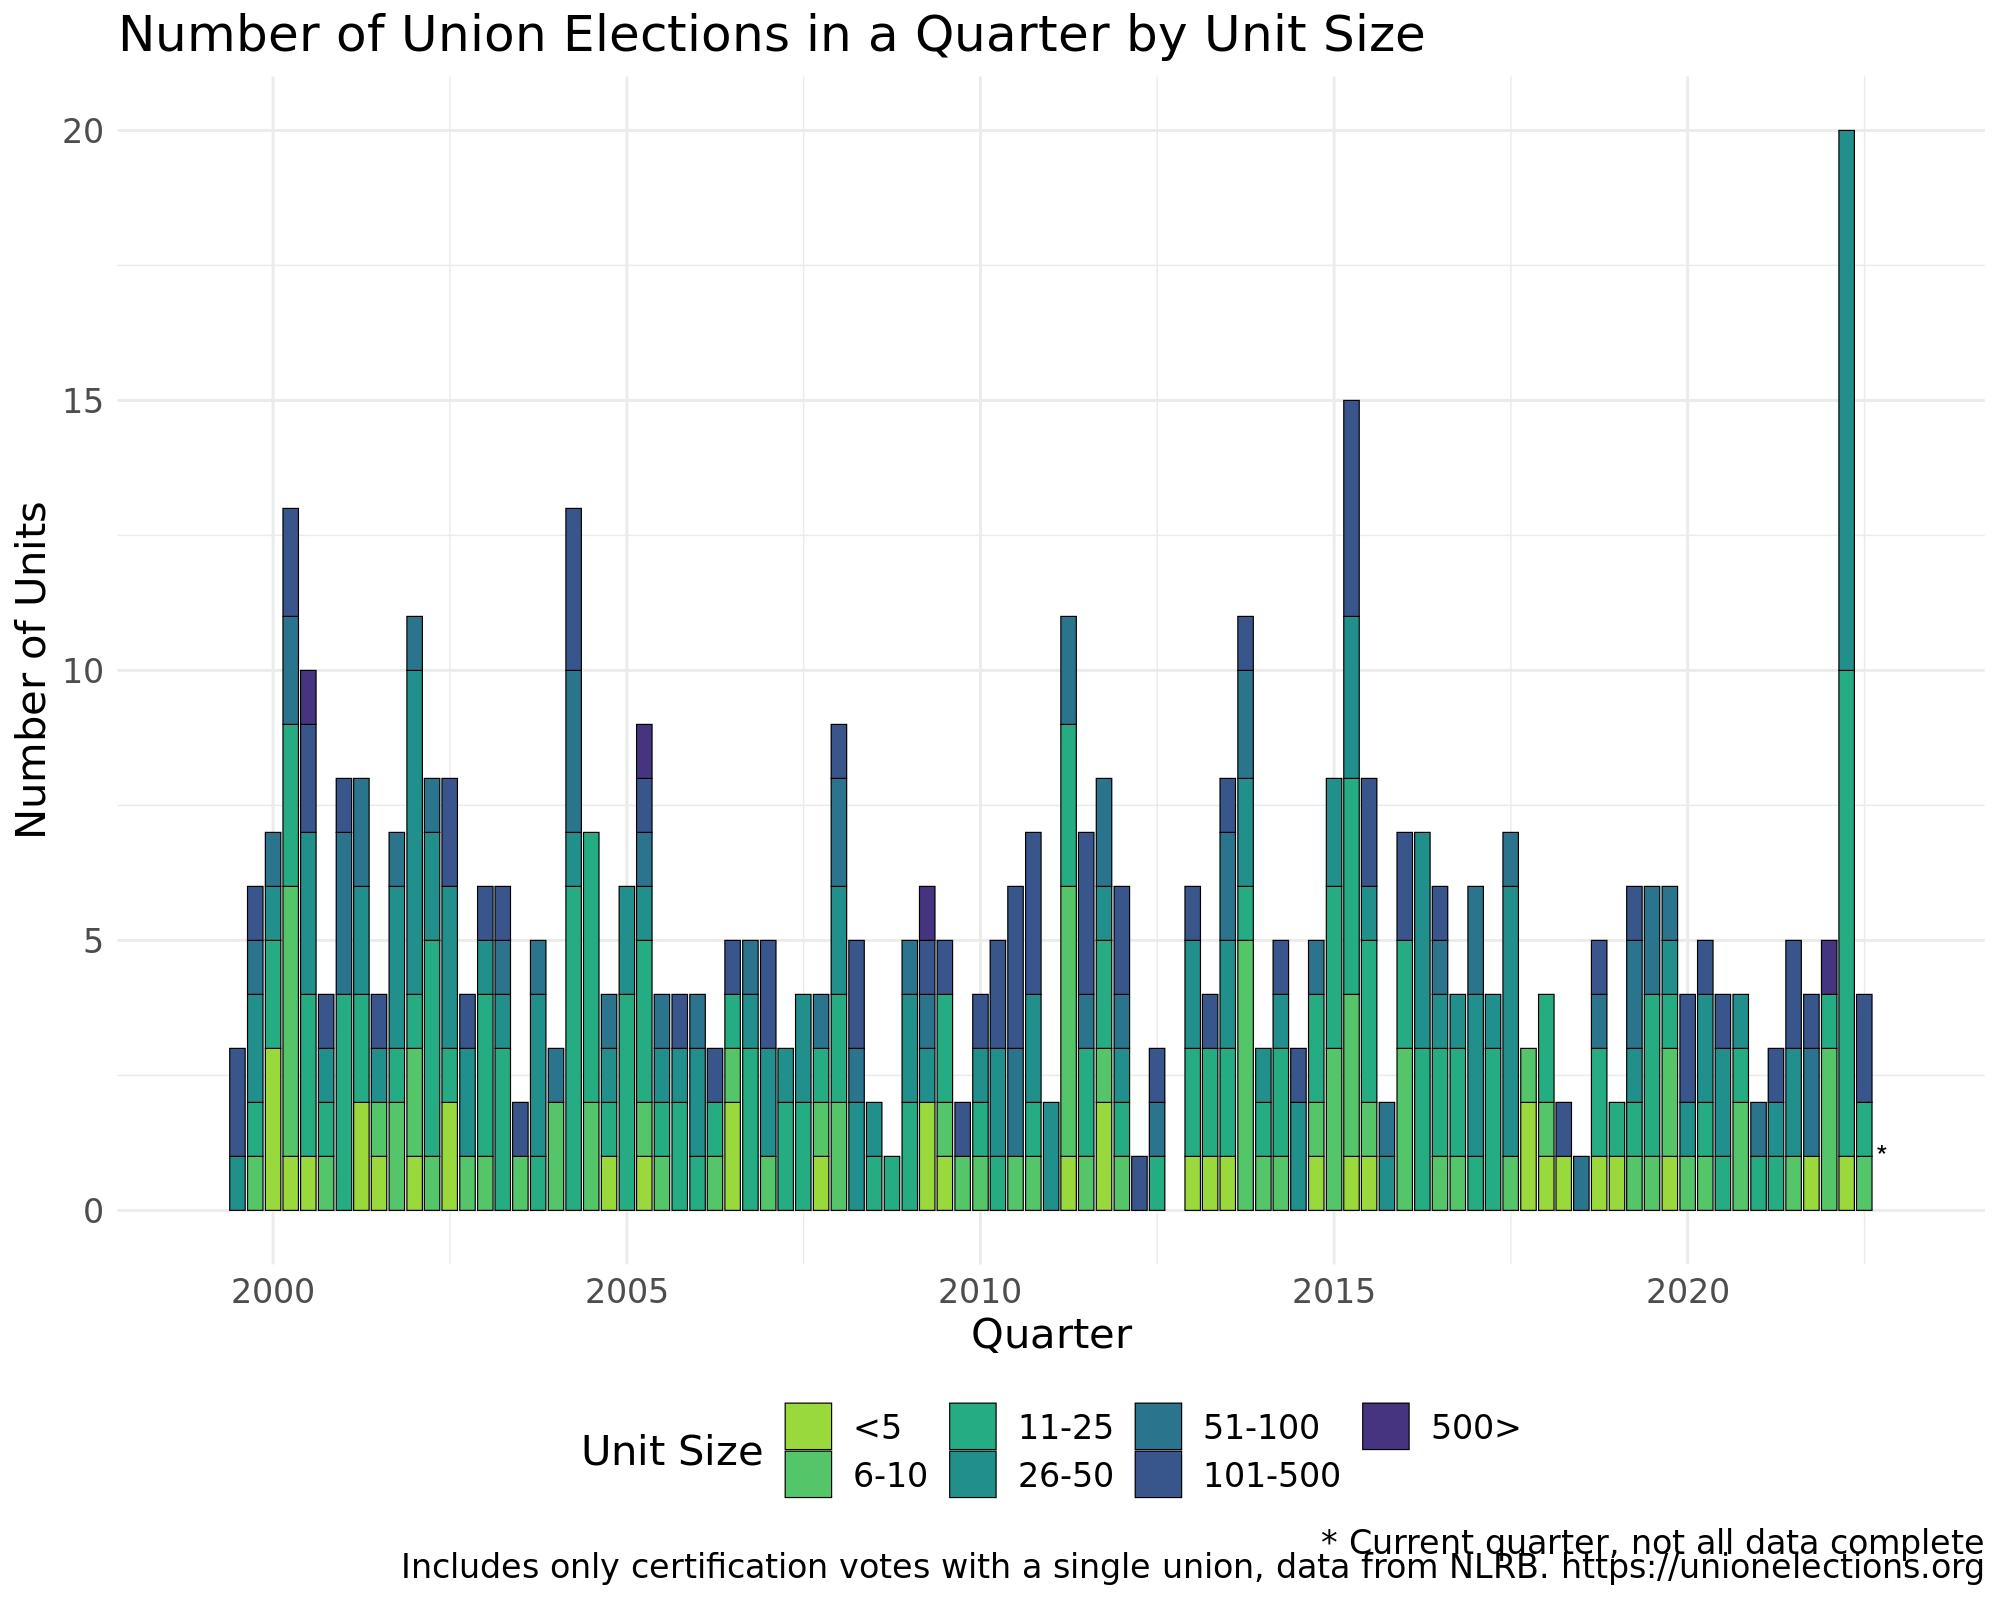 Number of Union Elections in a Quarter by Unit Size
20
15
10
5
0
Number of Units
2000 2005 2010 2015 2020
*
Quarter
Unit Size
<5 11-25 51-100 500>
6-10 26-50 101-500
* Current quarter, not all data complete
Includes only certification votes with a single union, data from NLRB. https://unionelections.org